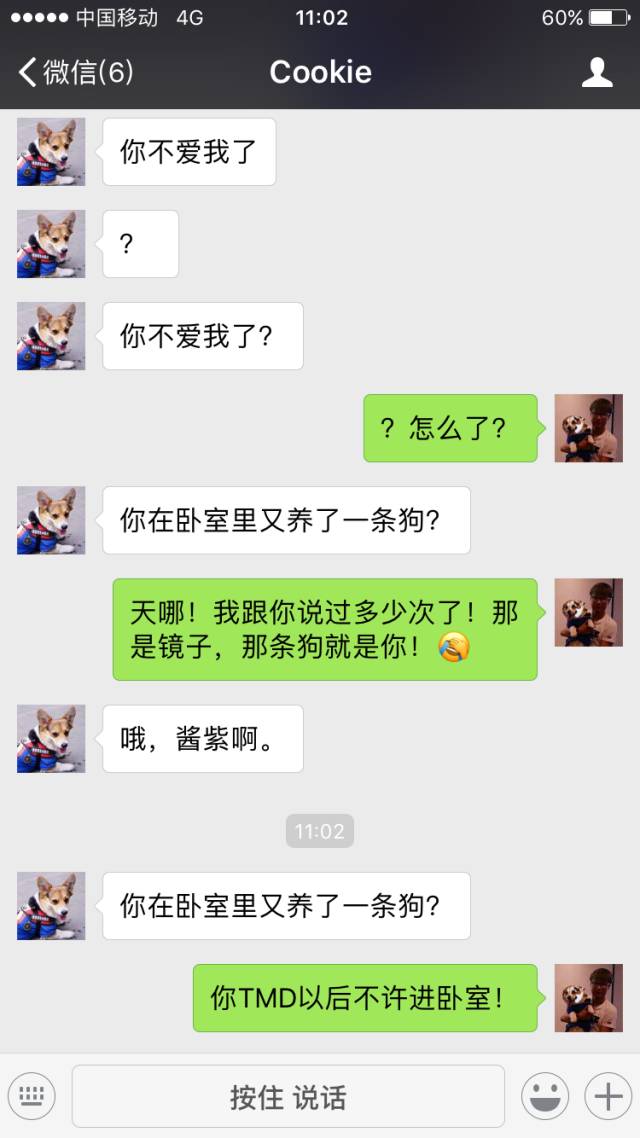 中国移动 4G 11:02 60%
微信(6) Cookie
你不爱我了
?
你不爱我了?
？怎么了?
你在卧室里又养了一条狗?
天哪！我跟你说过多少次了！那
是镜子，那条狗就是你！
哦，酱紫啊。
11:02
你在卧室里又养了一条狗?
你TMD以后不许进卧室！
按住 说话